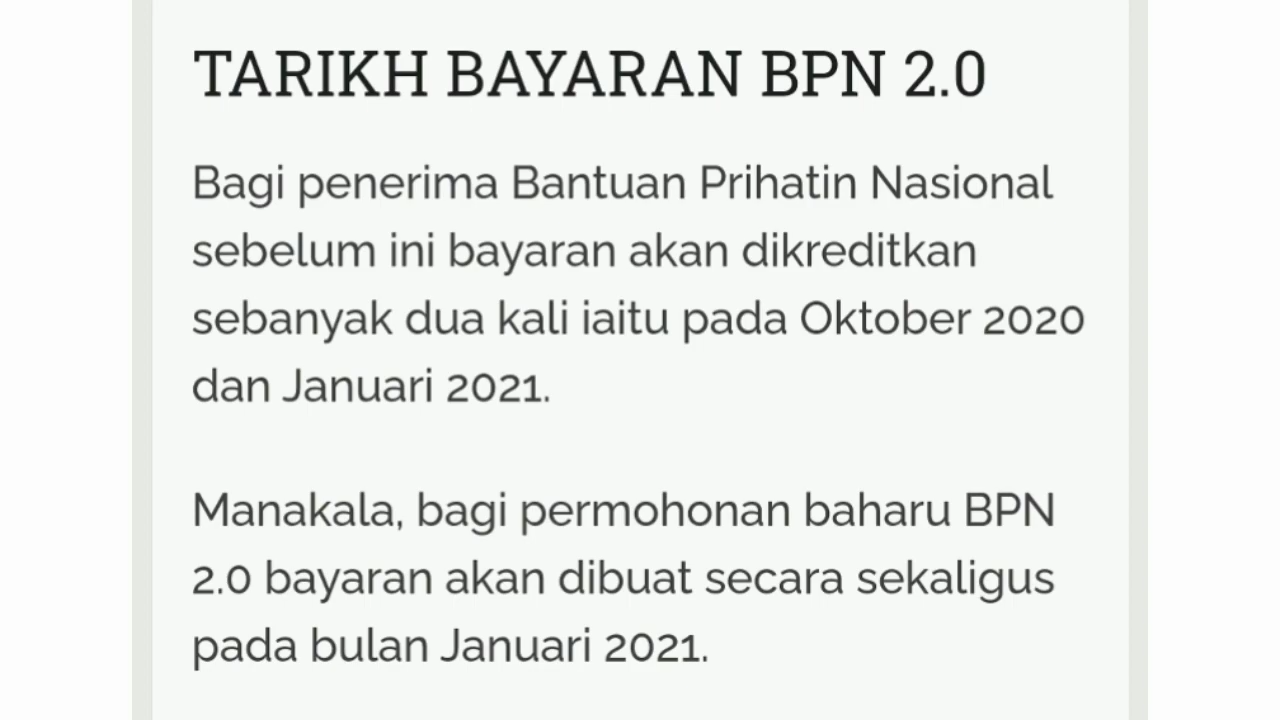 TARIKH BAYARAN BPN 2.0
Bagi penerima Bantuan Prihatin Nasional
sebelum ini bayaran akan dikreditkan
sebanyak dua kali iaitu pada Oktober 2020
dan Januari 2021.
Manakala, bagi permohonan baharu BPN
2.0 bayaran akan dibuat secara sekaligus
pada bulan Januari 2021.